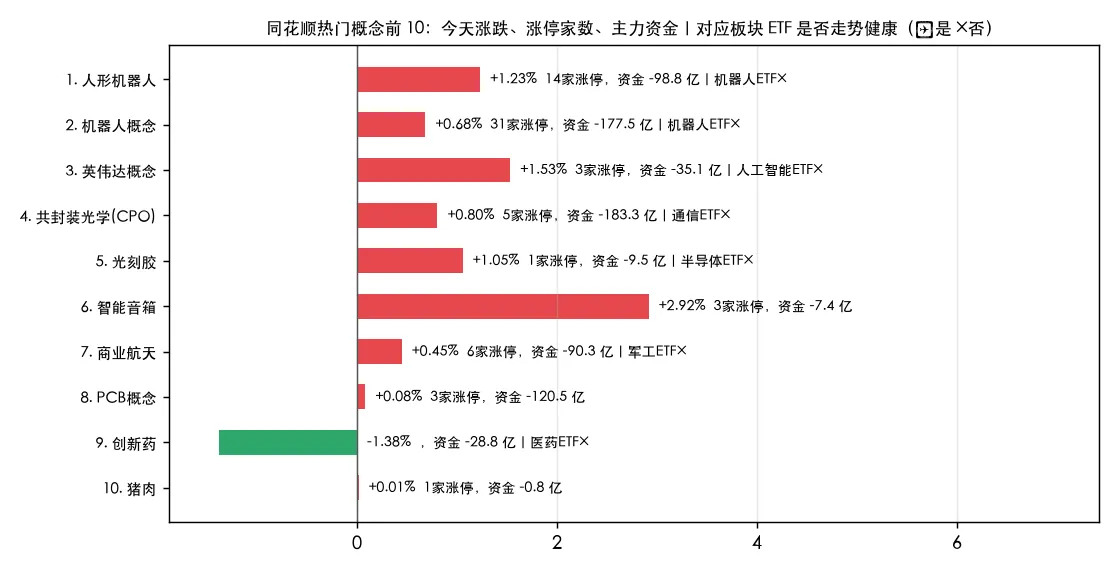 同花顺热门概念前 10：今天涨跌、涨停家数、主力资金｜对应板块 ETF 是否走势健康（是 ×否）
1. 人形机器人 +1.23% 14家涨停，资金 -98.8 亿｜机器人ETF×
2. 机器人概念 +0.68% 31家涨停，资金 -177.5 亿｜机器人ETF×
3. 英伟达概念 +1.53% 3家涨停，资金 -35.1 亿｜人工智能ETF×
4. 共封装光学(CPO) +0.80% 5家涨停，资金 -183.3 亿｜通信ETF×
5. 光刻胶 +1.05% 1家涨停，资金 -9.5 亿｜半导体ETF×
6. 智能音箱 +2.92% 3家涨停，资金 -7.4 亿
7. 商业航天 +0.45% 6家涨停，资金 -90.3 亿｜军工ETF×
8. PCB概念 +0.08% 3家涨停，资金 -120.5 亿
9. 创新药 -1.38% ，资金 -28.8 亿｜医药ETF×
10. 猪肉 +0.01% 1家涨停，资金 -0.8 亿
0 2 4 6